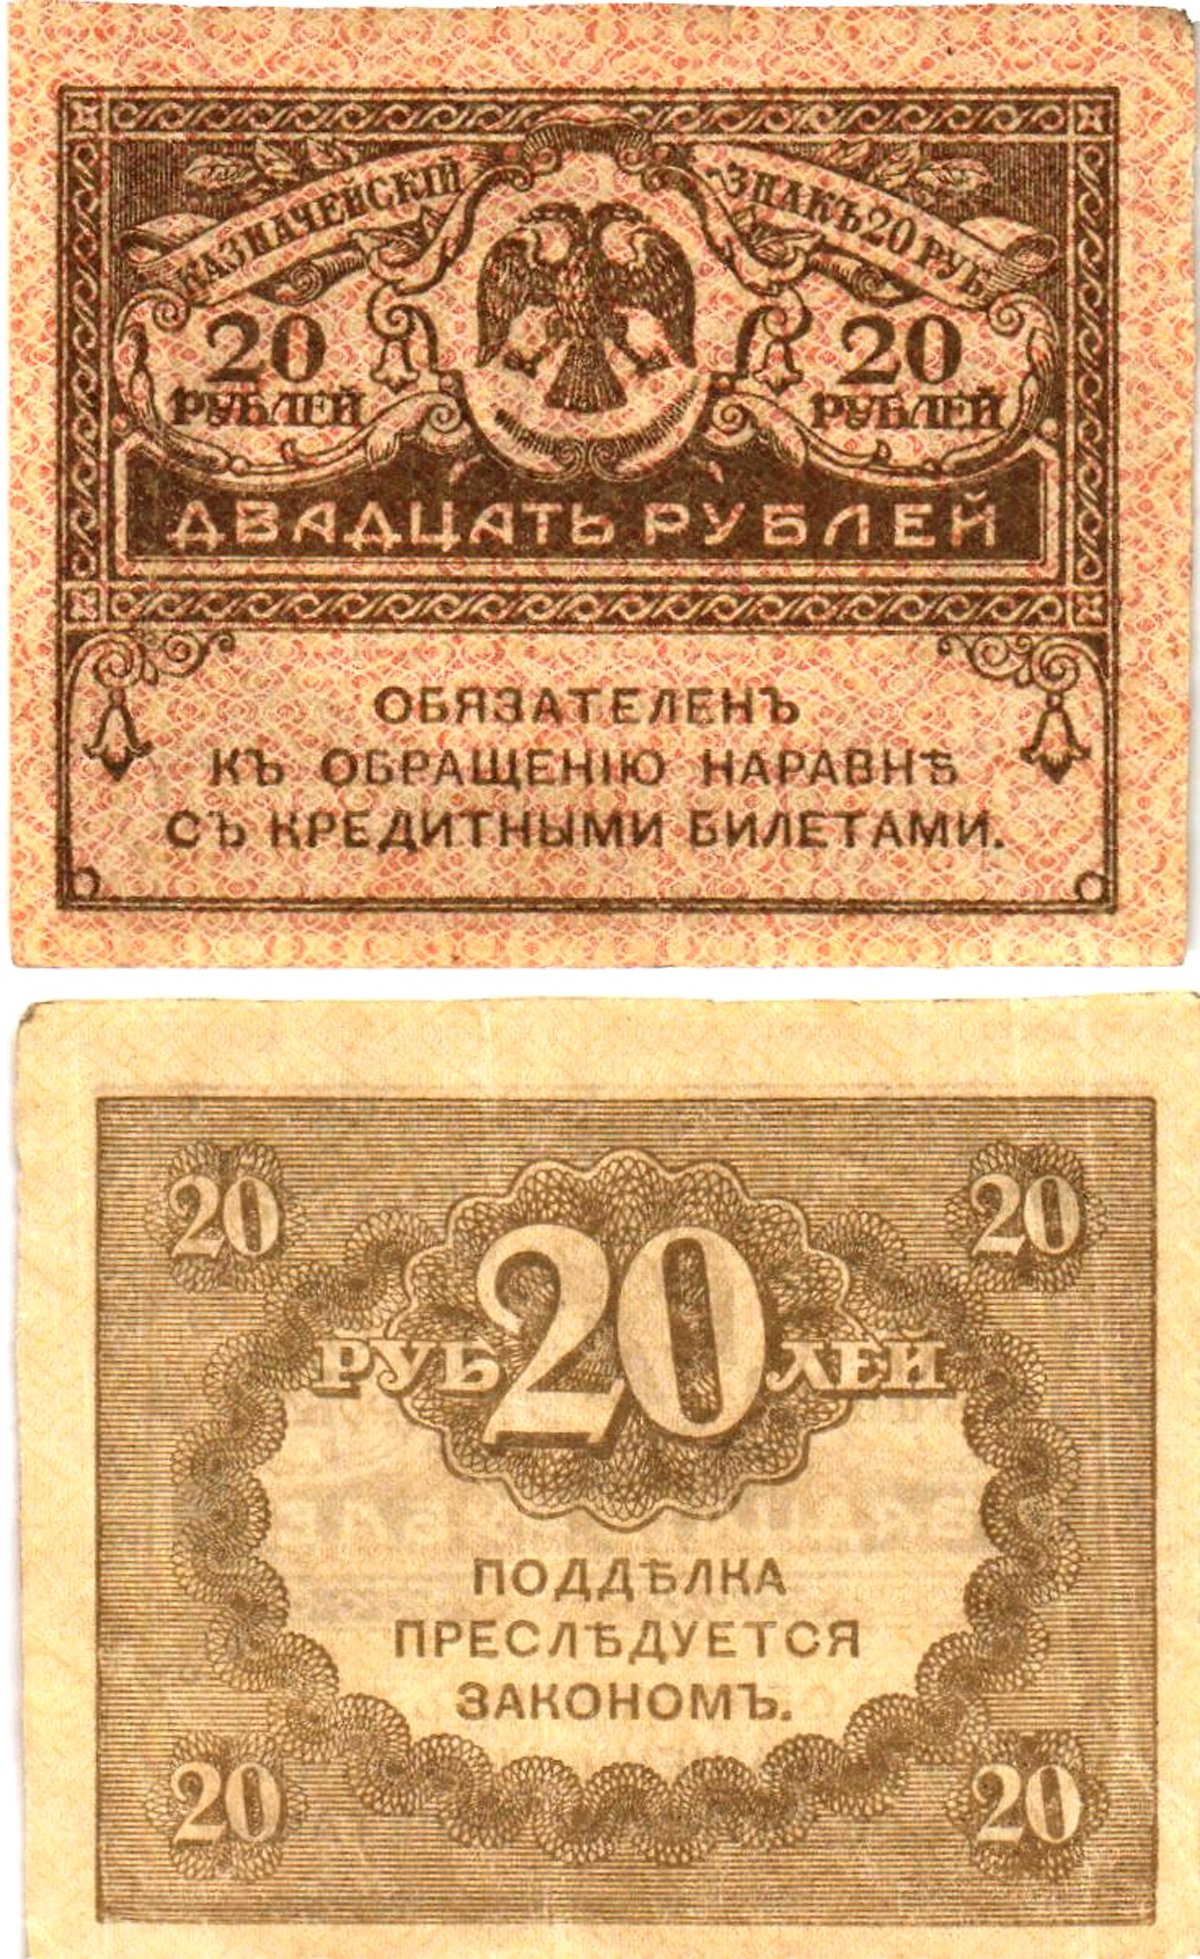 КАЗНАЧЕЙСКІЙ ЗНАКЪ 20 РУБ.
20 20
РУБЛЕЙ РУБЛЕЙ
ДВАДЦАТЬ РУБЛЕЙ
ОБЯЗАТЕЛЕНЪ
КЪ ОБРАЩЕНІЮ НАРАВНѢ
СЪ КРЕДИТНЫМИ БИЛЕТАМИ.
20 20
РУБ 20 ЛЕЙ
ПОДДѢЛКА
ПРЕСЛѢДУЕТСЯ
ЗАКОНОМЪ.
20 20